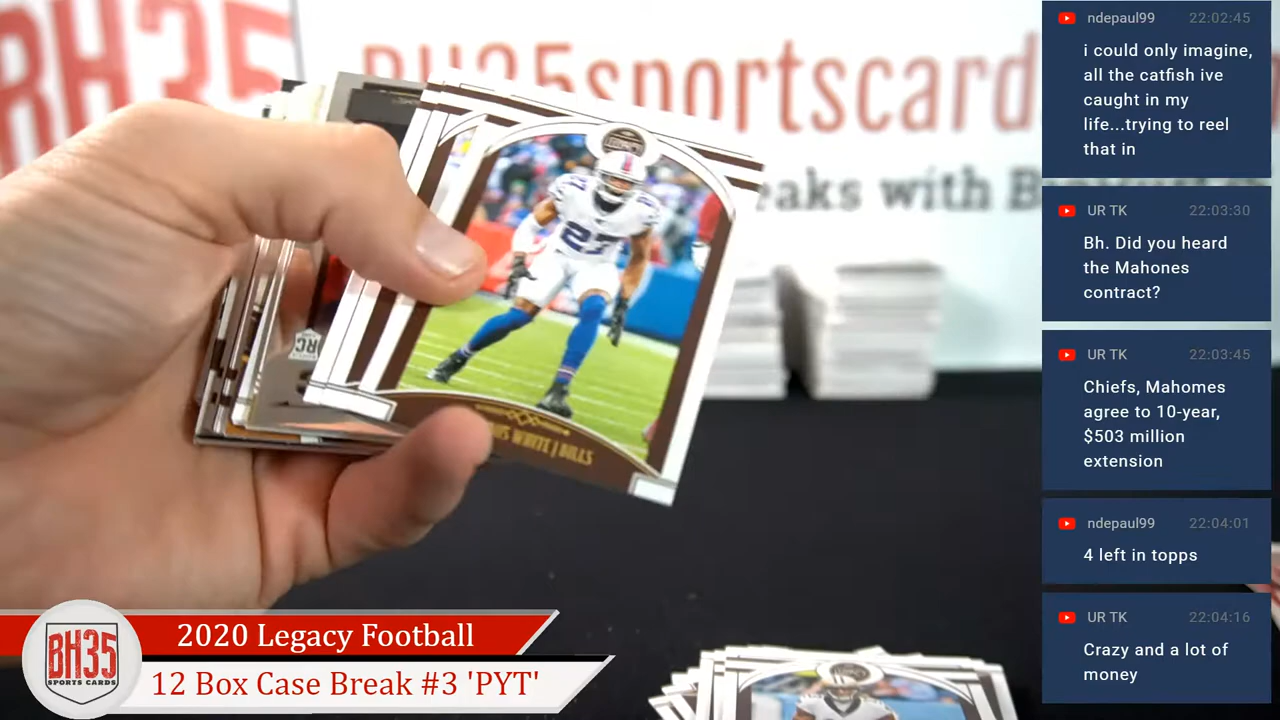 BH35
BH35sportscard
eaks with B
27
WHITE | BILLS
RC
2020 Legacy Football
12 Box Case Break #3 'PYT'
BH35
SPORTS CARDS
ndepaul99 22:02:45
i could only imagine,
all the catfish ive
caught in my
life...trying to reel
that in
UR TK 22:03:30
Bh. Did you heard
the Mahones
contract?
UR TK 22:03:45
Chiefs, Mahomes
agree to 10-year,
$503 million
extension
ndepaul99 22:04:01
4 left in topps
UR TK 22:04:16
Crazy and a lot of
money